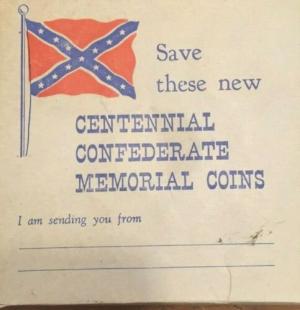 Save
these new
CENTENNIAL
CONFEDERATE
MEMORIAL COINS
I am sending you from